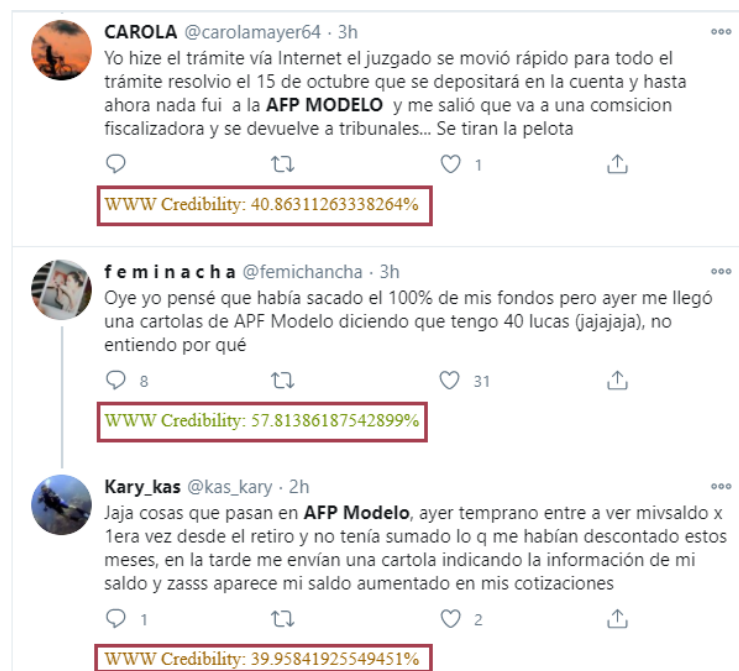 CAROLA @carolamayer64 · 3h
Yo hize el trámite vía Internet el juzgado se movió rápido para todo el
trámite resolvio el 15 de octubre que se depositará en la cuenta y hasta
ahora nada fui a la AFP MODELO y me salió que va a una comsicion
fiscalizadora y se devuelve a tribunales... Se tiran la pelota
1
WWW Credibility: 40.86311263338264%
f e m i n a c h a @femichancha · 3h
Oye yo pensé que había sacado el 100% de mis fondos pero ayer me llegó
una cartolas de APF Modelo diciendo que tengo 40 lucas (jajajaja), no
entiendo por qué
8 31
WWW Credibility: 57.81386187542899%
Kary_kas @kas_kary · 2h
Jaja cosas que pasan en AFP Modelo, ayer temprano entre a ver mivsaldo x
1era vez desde el retiro y no tenía sumado lo q me habían descontado estos
meses, en la tarde me envían una cartola indicando la información de mi
saldo y zasss aparece mi saldo aumentado en mis cotizaciones
1 2
WWW Credibility: 39.95841925549451%